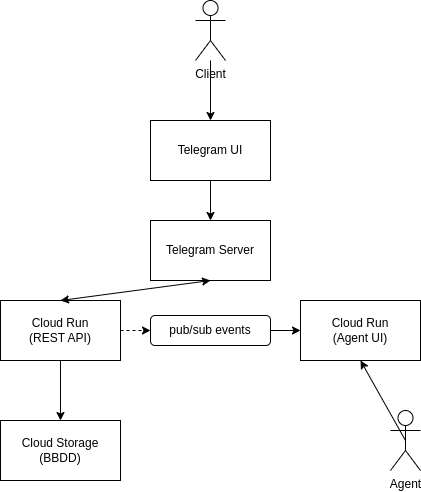 Client
Telegram UI
Telegram Server
Cloud Run
(REST API)
pub/sub events
Cloud Run
(Agent UI)
Cloud Storage
(BBDD)
Agent